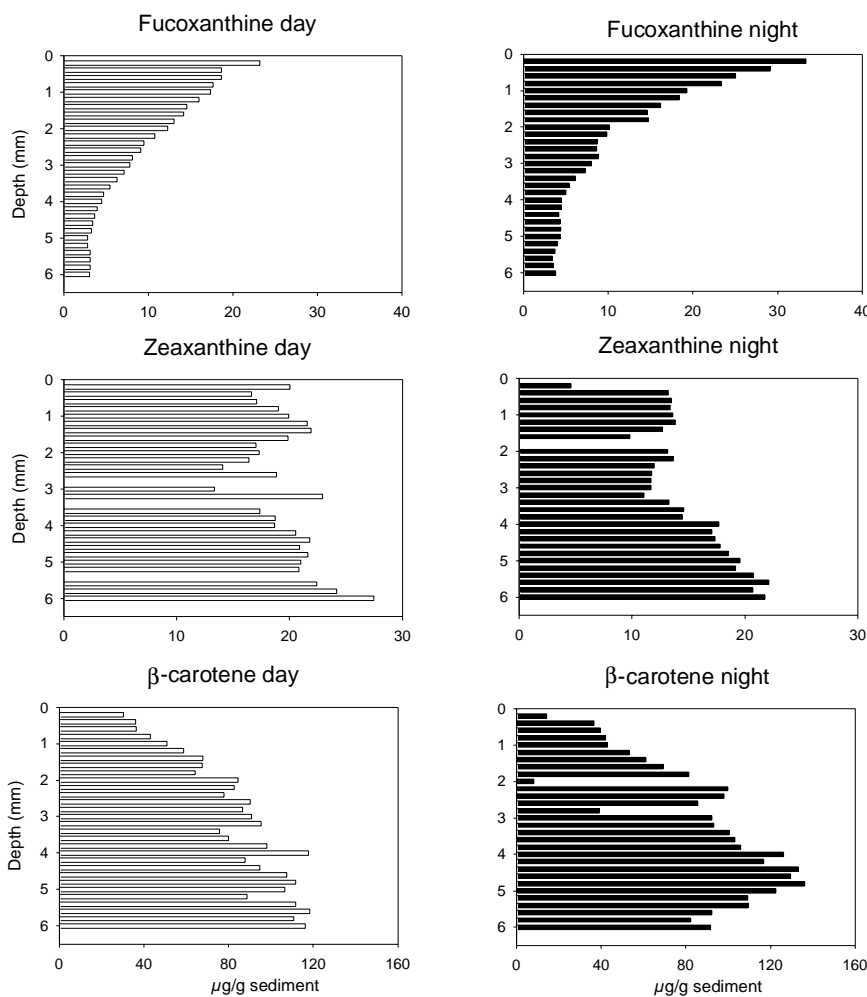 Fucoxanthine day
0
1
2
3
4
5
6
Depth (mm)
0 10 20 30 40
Fucoxanthine night
0
1
2
3
4
5
6
0 10 20 30 40
Zeaxanthine day
0
1
2
3
4
5
6
Depth (mm)
0 10 20 30
Zeaxanthine night
0
1
2
3
4
5
6
0 10 20 30
β-carotene day
0
1
2
3
4
5
6
Depth (mm)
0 40 80 120 160
µg/g sediment
β-carotene night
0
1
2
3
4
5
6
0 40 80 120 160
µg/g sediment